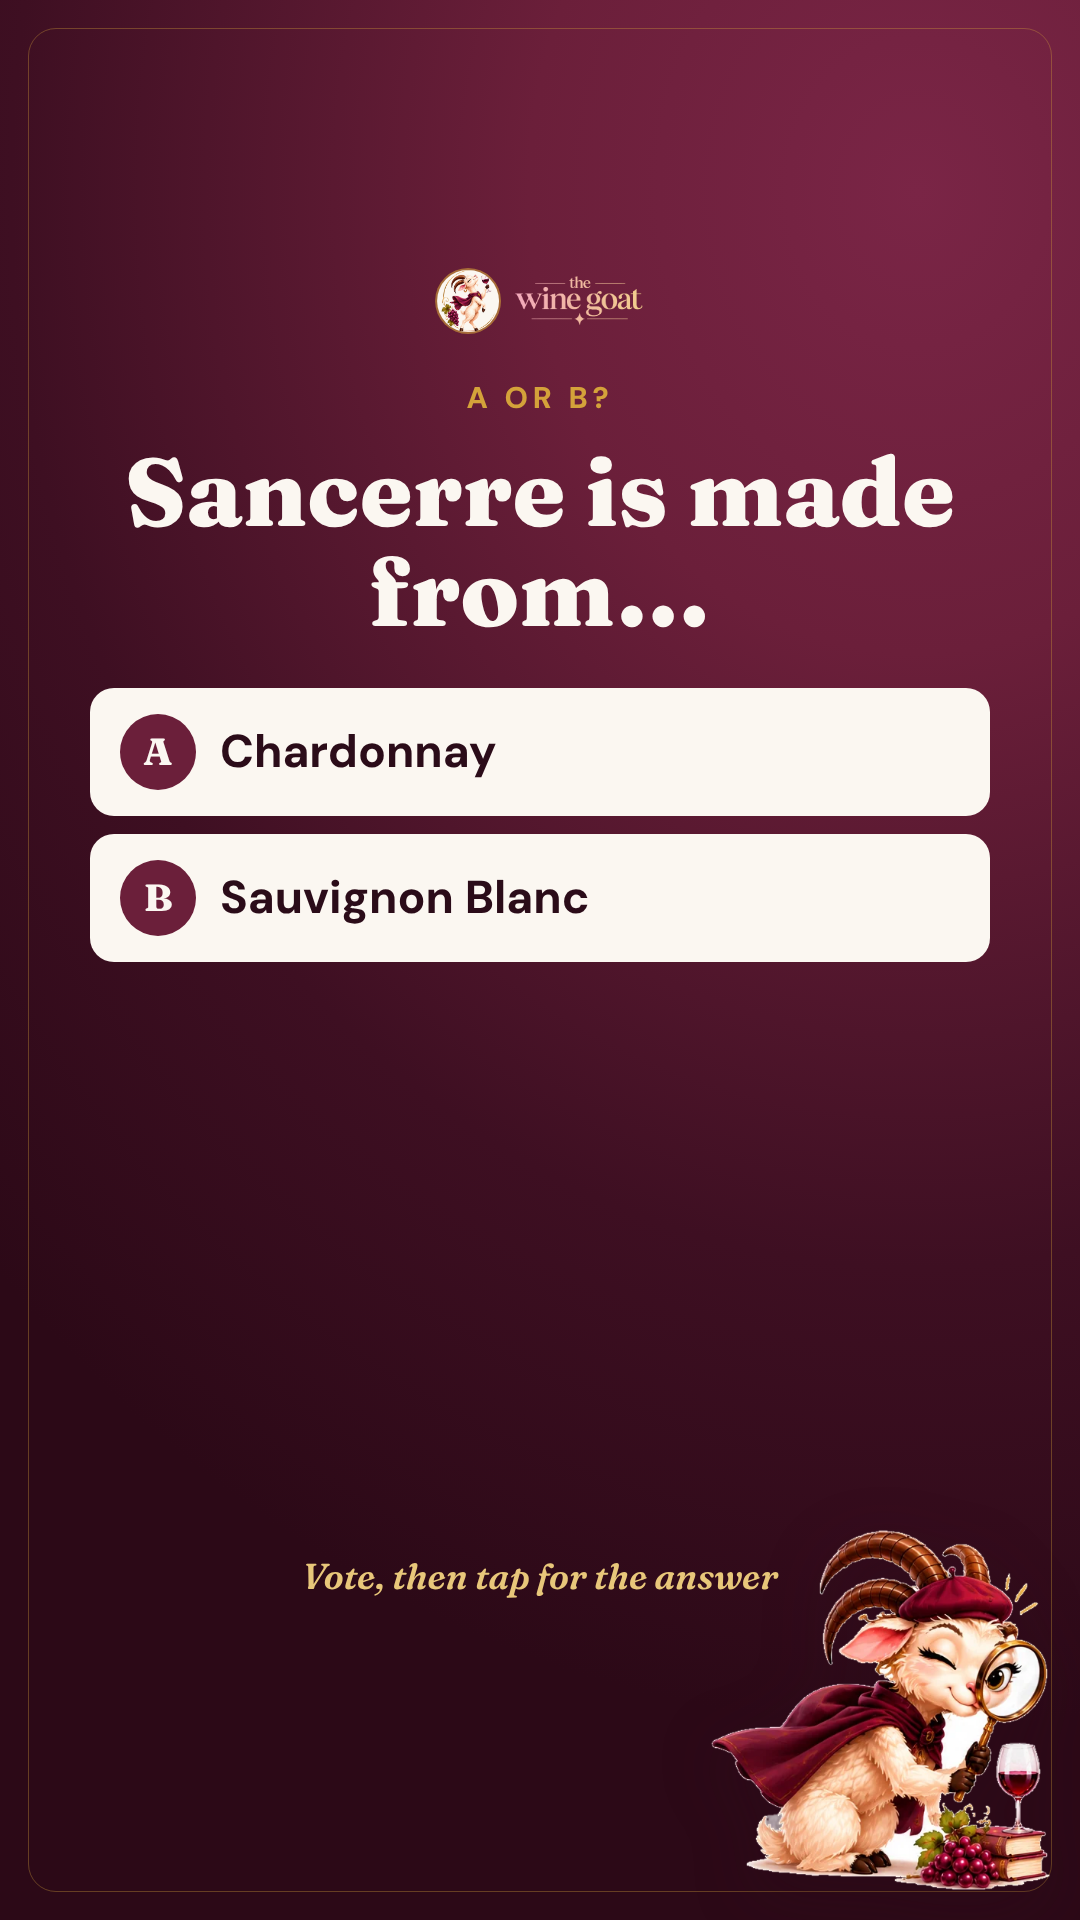 the
wine goat
A OR B?
Sancerre is made
from...
A Chardonnay
B Sauvignon Blanc
Vote, then tap for the answer